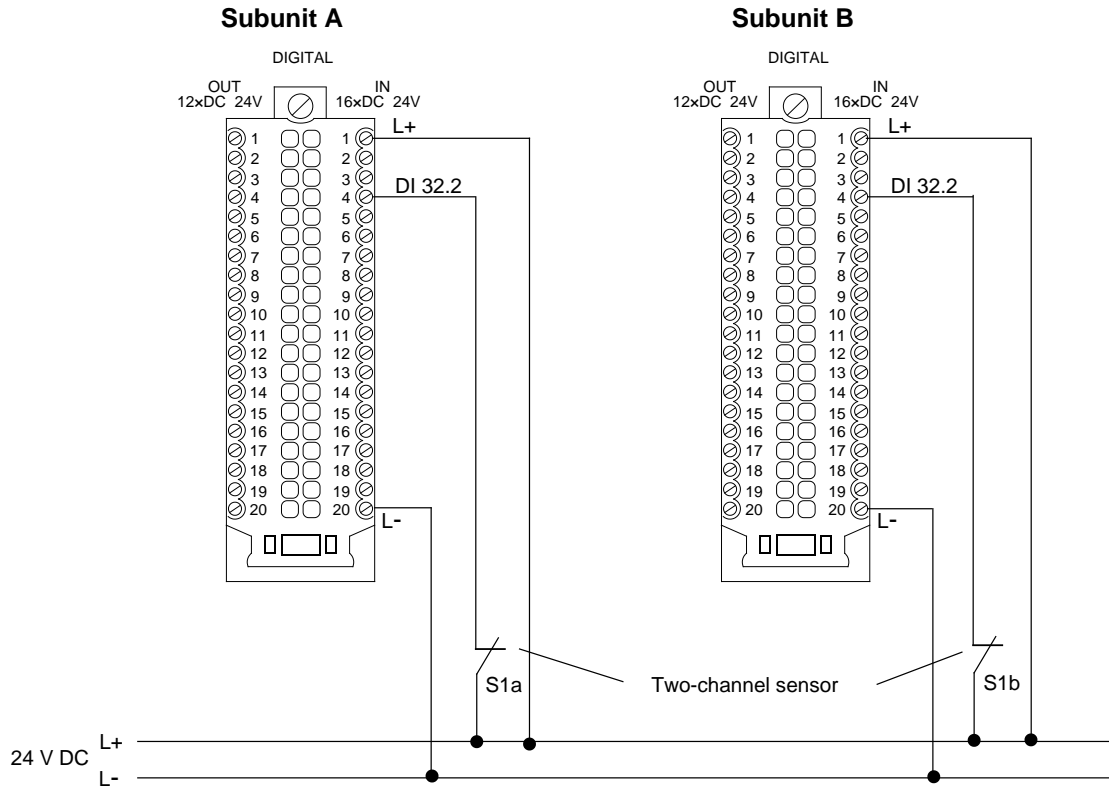 Subunit A
Subunit B
DIGITAL
DIGITAL
OUT
12×DC 24V
IN
16×DC 24V
OUT
12×DC 24V
IN
16×DC 24V
L+
L+
1 1 1 1
2 2 2 2
3 3 3 3
DI 32.2
DI 32.2
4 4 4 4
5 5 5 5
6 6 6 6
7 7 7 7
8 8 8 8
9 9 9 9
10 10 10 10
11 11 11 11
12 12 12 12
13 13 13 13
14 14 14 14
15 15 15 15
16 16 16 16
17 17 17 17
18 18 18 18
19 19 19 19
20 20 20 20
L-
L-
S1a
Two-channel sensor
S1b
24 V DC
L+
L-